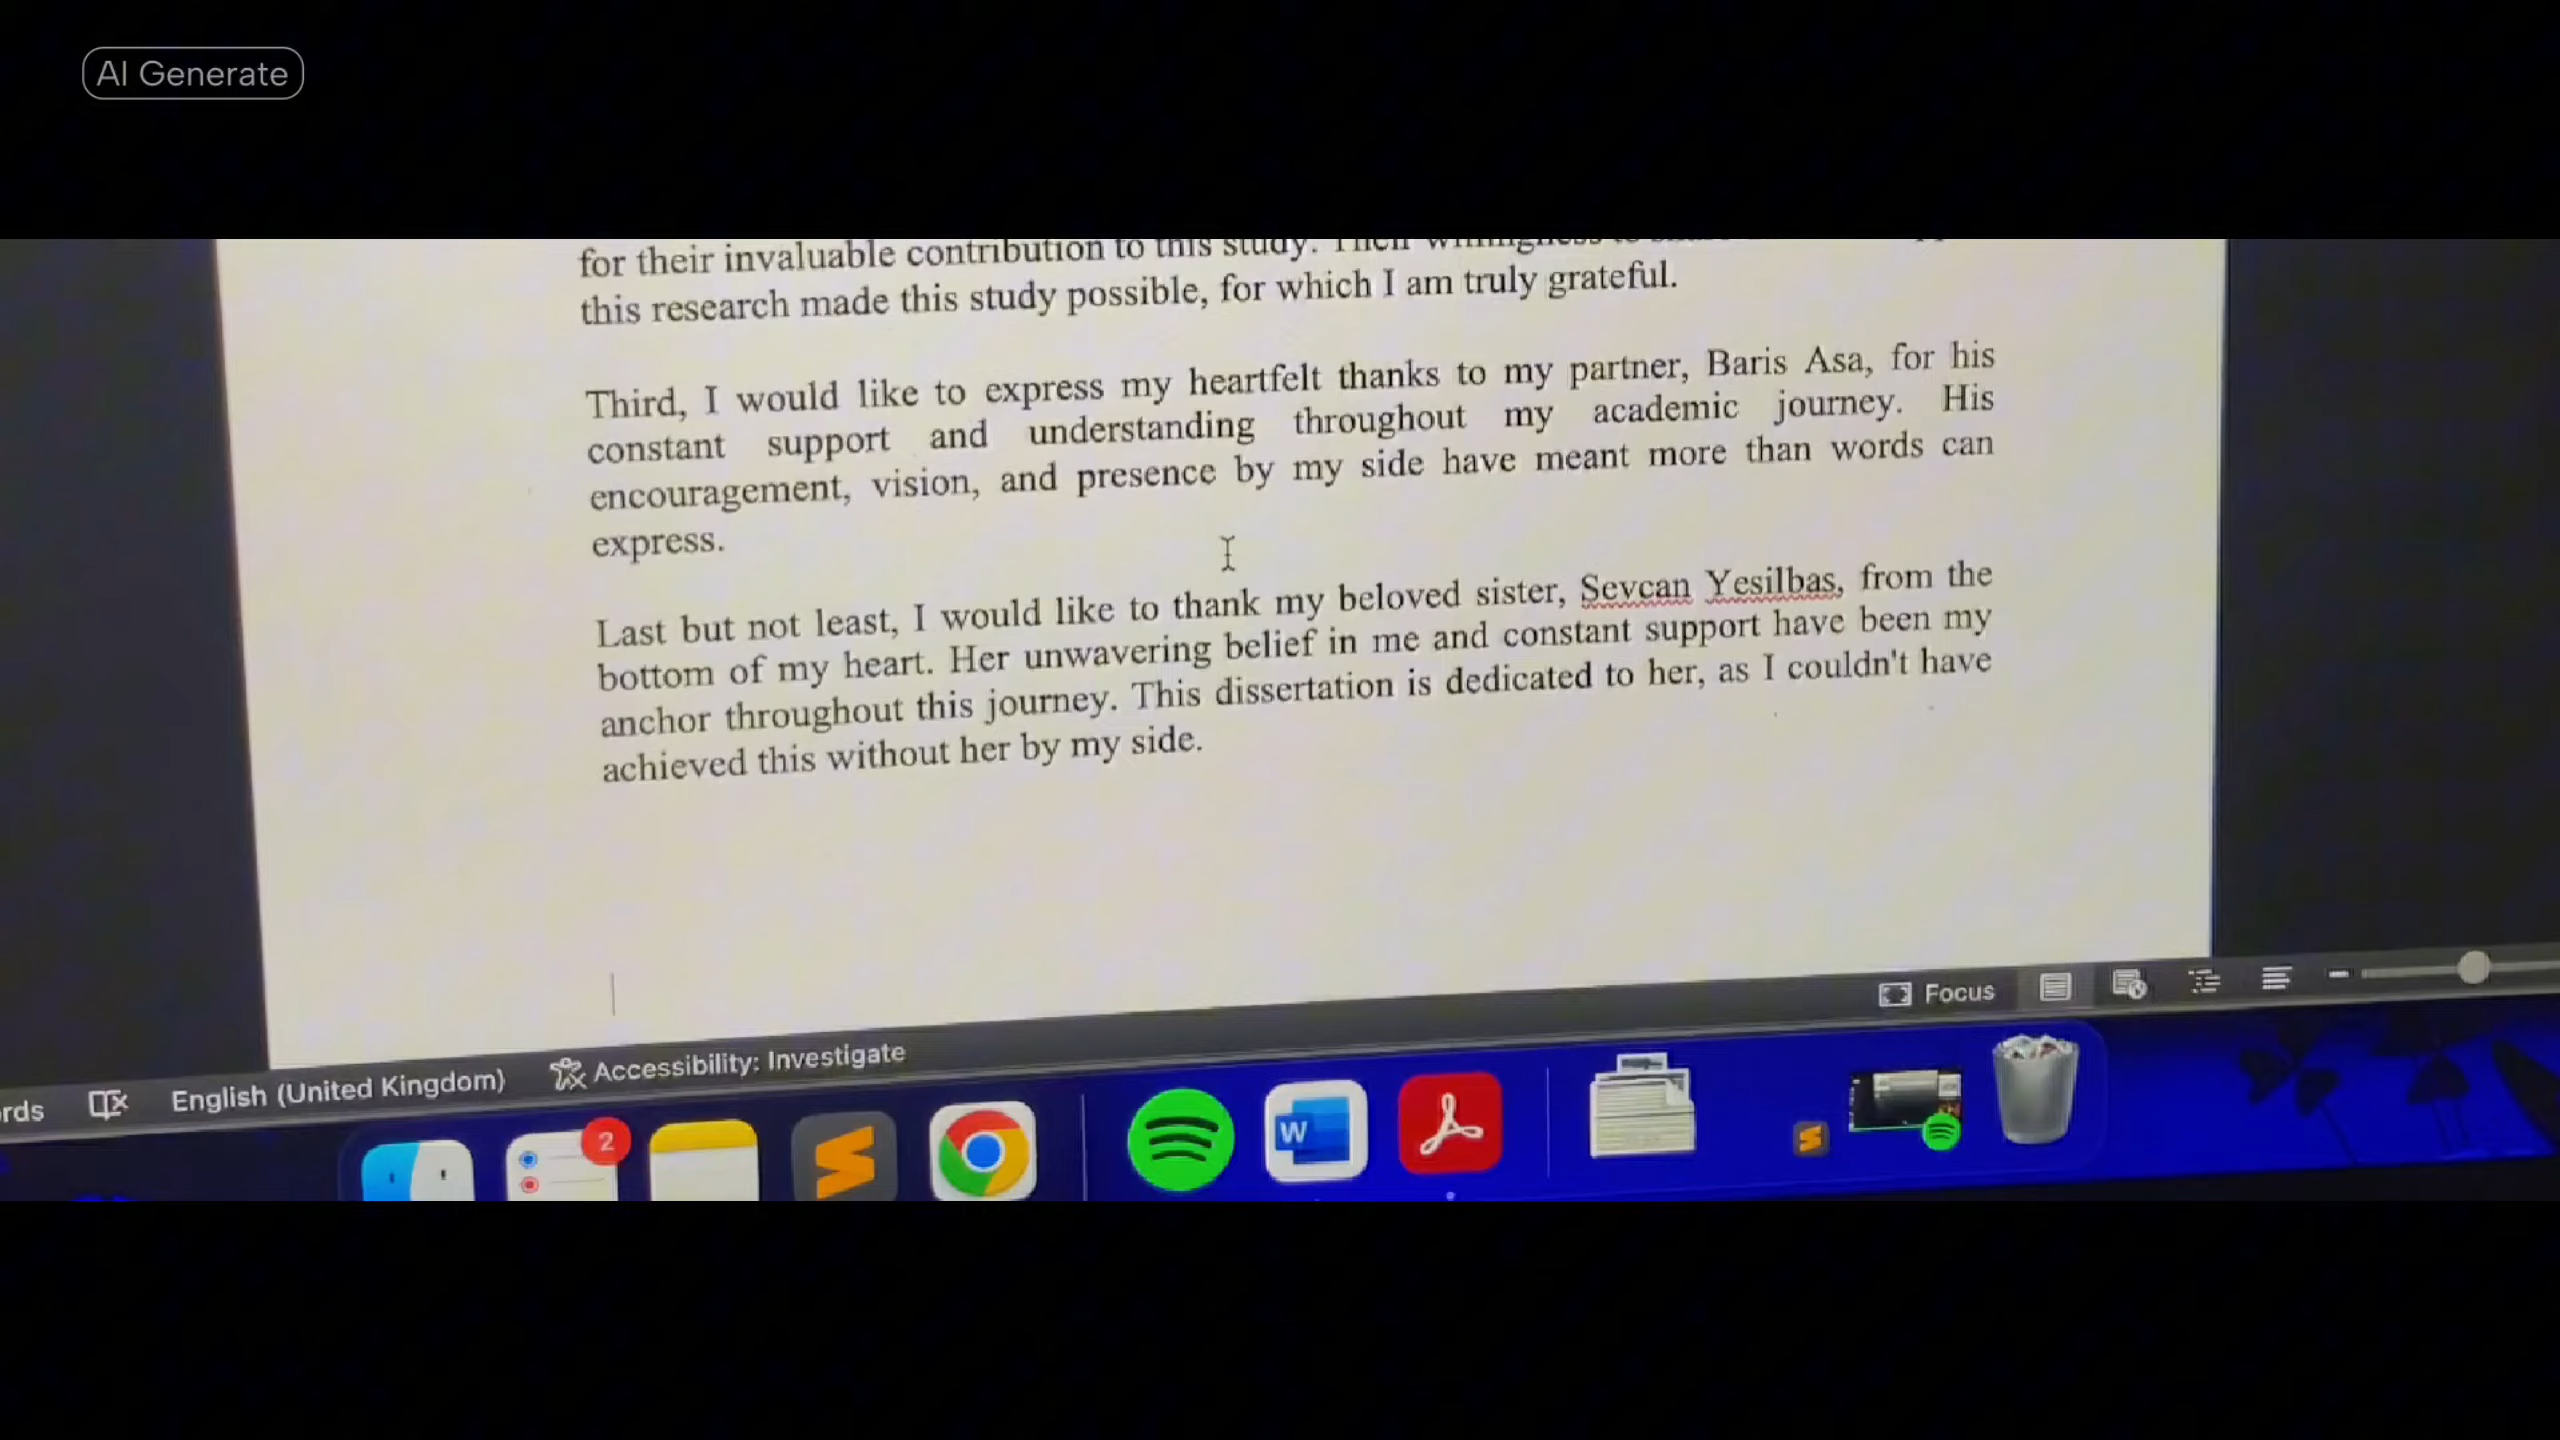 AI Generate
for their invaluable contribution to this study. Their willingness to
this research made this study possible, for which I am truly grateful.
Third, I would like to express my heartfelt thanks to my partner, Baris Asa, for his
constant support and understanding throughout my academic journey. His
encouragement, vision, and presence by my side have meant more than words can
express.
Last but not least, I would like to thank my beloved sister, Sevcan Yesilbas, from the
bottom of my heart. Her unwavering belief in me and constant support have been my
anchor throughout this journey. This dissertation is dedicated to her, as I couldn't have
achieved this without her by my side.
Focus
rds English (United Kingdom) Accessibility: Investigate
2
W